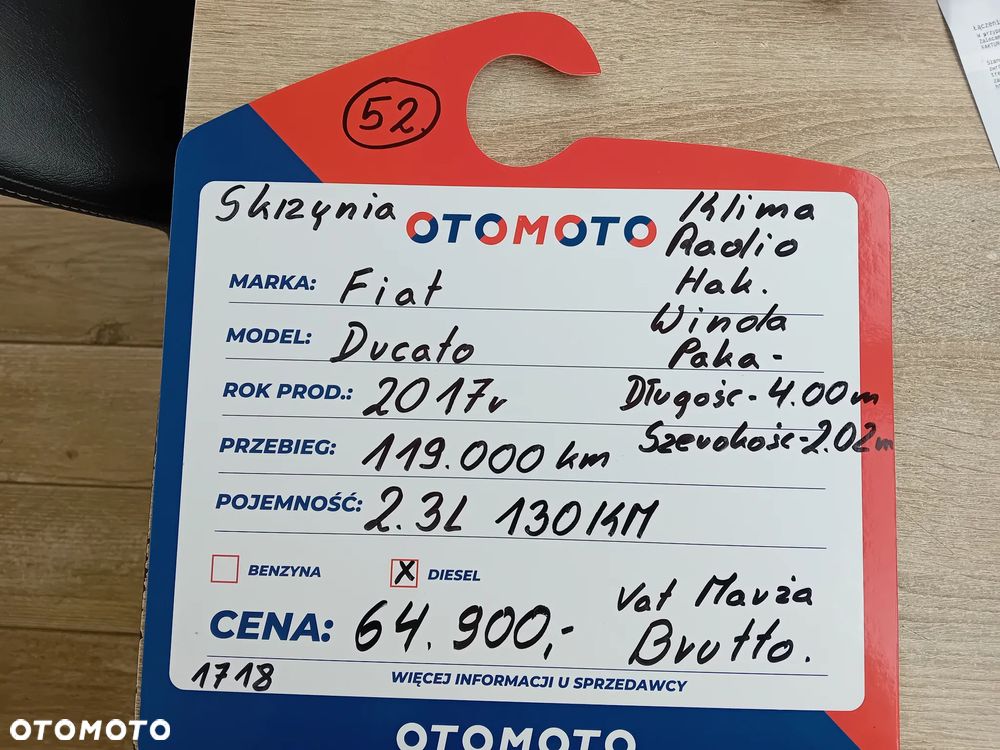 52.
Skrzynia
OTOMOTO
Klima
Radio
Hak.
Winda
Paka-
Długość-4.00m
Szerokość-2.02m
MARKA: Fiat
MODEL: Ducato
ROK PROD.: 2017r
PRZEBIEG: 119.000 km
POJEMNOŚĆ: 2.3L 130KM
BENZYNA X DIESEL
CENA: 64.900,-
Vat Marża
Brutto.
1718
WIĘCEJ INFORMACJI U SPRZEDAWCY
OTOMOTO
OTOMOTO